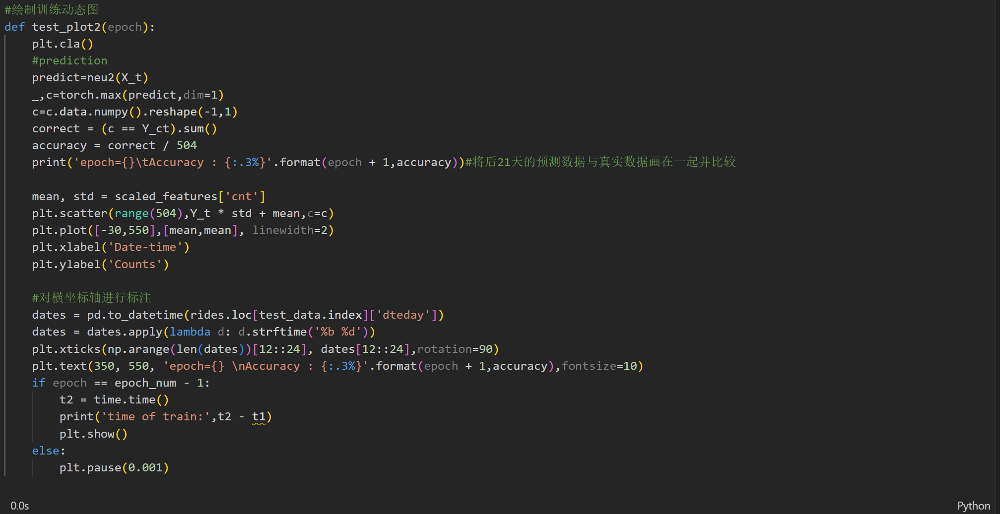 #绘制训练动态图
def test_plot2(epoch):
    plt.cla()
    #prediction
    predict=neu2(X_t)
    _,c=torch.max(predict,dim=1)
    c=c.data.numpy().reshape(-1,1)
    correct = (c == Y_ct).sum()
    accuracy = correct / 504
    print('epoch={}\tAccuracy : {:.3%}'.format(epoch + 1,accuracy))#将后21天的预测数据与真实数据画在一起并比较
    mean, std = scaled_features['cnt']
    plt.scatter(range(504),Y_t * std + mean,c=c)
    plt.plot([-30,550],[mean,mean], linewidth=2)
    plt.xlabel('Date-time')
    plt.ylabel('Counts')
    #对横坐标轴进行标注
    dates = pd.to_datetime(rides.loc[test_data.index]['dteday'])
    dates = dates.apply(lambda d: d.strftime('%b %d'))
    plt.xticks(np.arange(len(dates))[12::24], dates[12::24],rotation=90)
    plt.text(350, 550, 'epoch={} \nAccuracy : {:.3%}'.format(epoch + 1,accuracy),fontsize=10)
    if epoch == epoch_num - 1:
        t2 = time.time()
        print('time of train:',t2 - t1)
        plt.show()
    else:
        plt.pause(0.001)
0.0s
Python